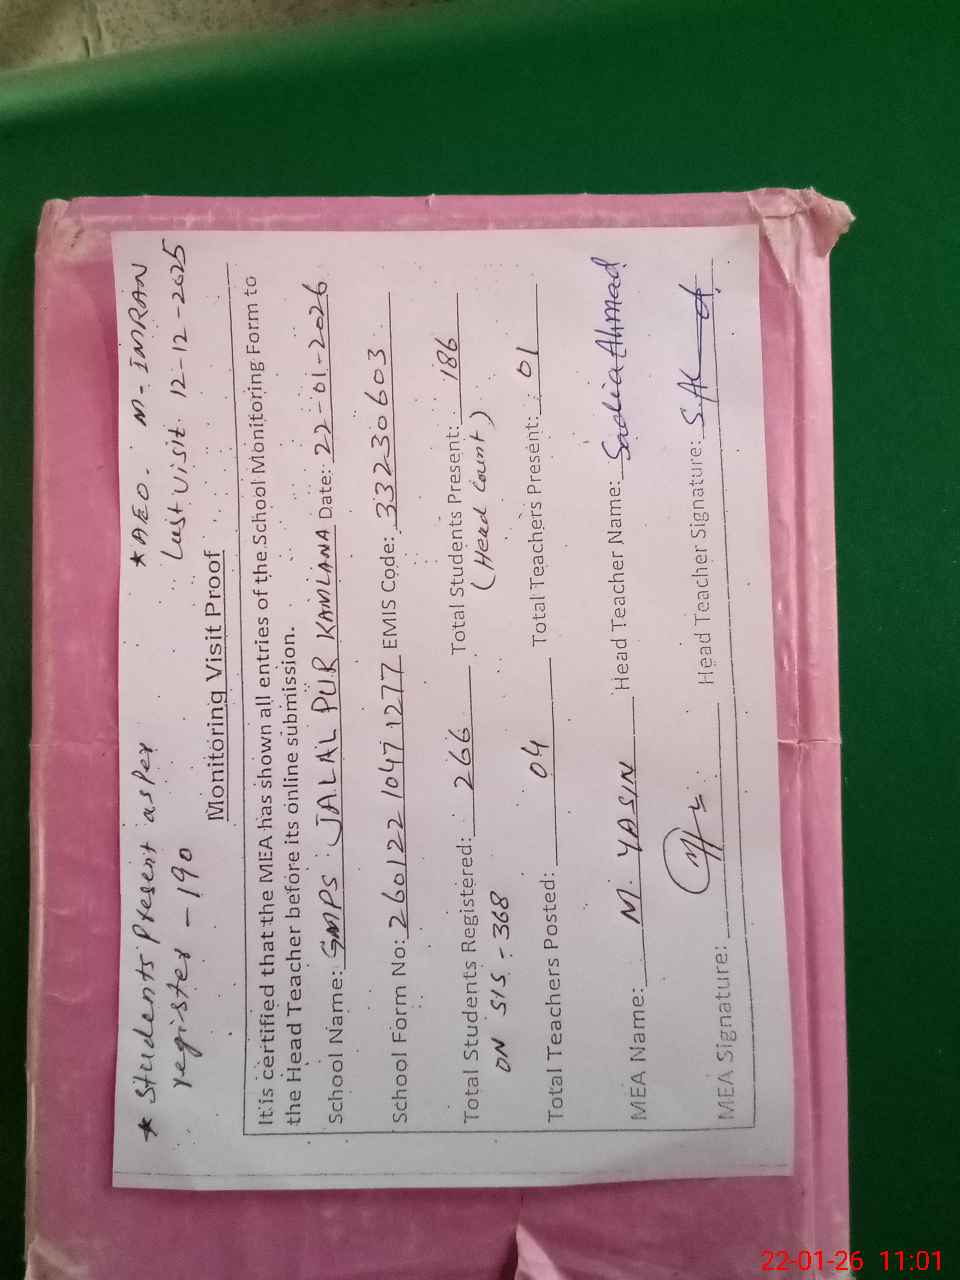 * Students Present as per
register - 190
* AEO. M- IMRAN
Last visit 12-12-2025
Monitoring Visit Proof
It is certified that the MEA has shown all entries of the School Monitoring Form to
the Head Teacher before its online submission.
School Name: GMPS JALAL PUR KAMLANA Date: 22-01-2026
School Form No: 260122 1047 1277 EMIS Code: 33230603
Total Students Registered: 266 Total Students Present: 186
ON SIS - 368 (Head Count)
Total Teachers Posted: 04 Total Teachers Present: 01
MEA Name: M. YASIN Head Teacher Name: Sadia Ahmad
MEA Signature: Head Teacher Signature:
22-01-26 11:01